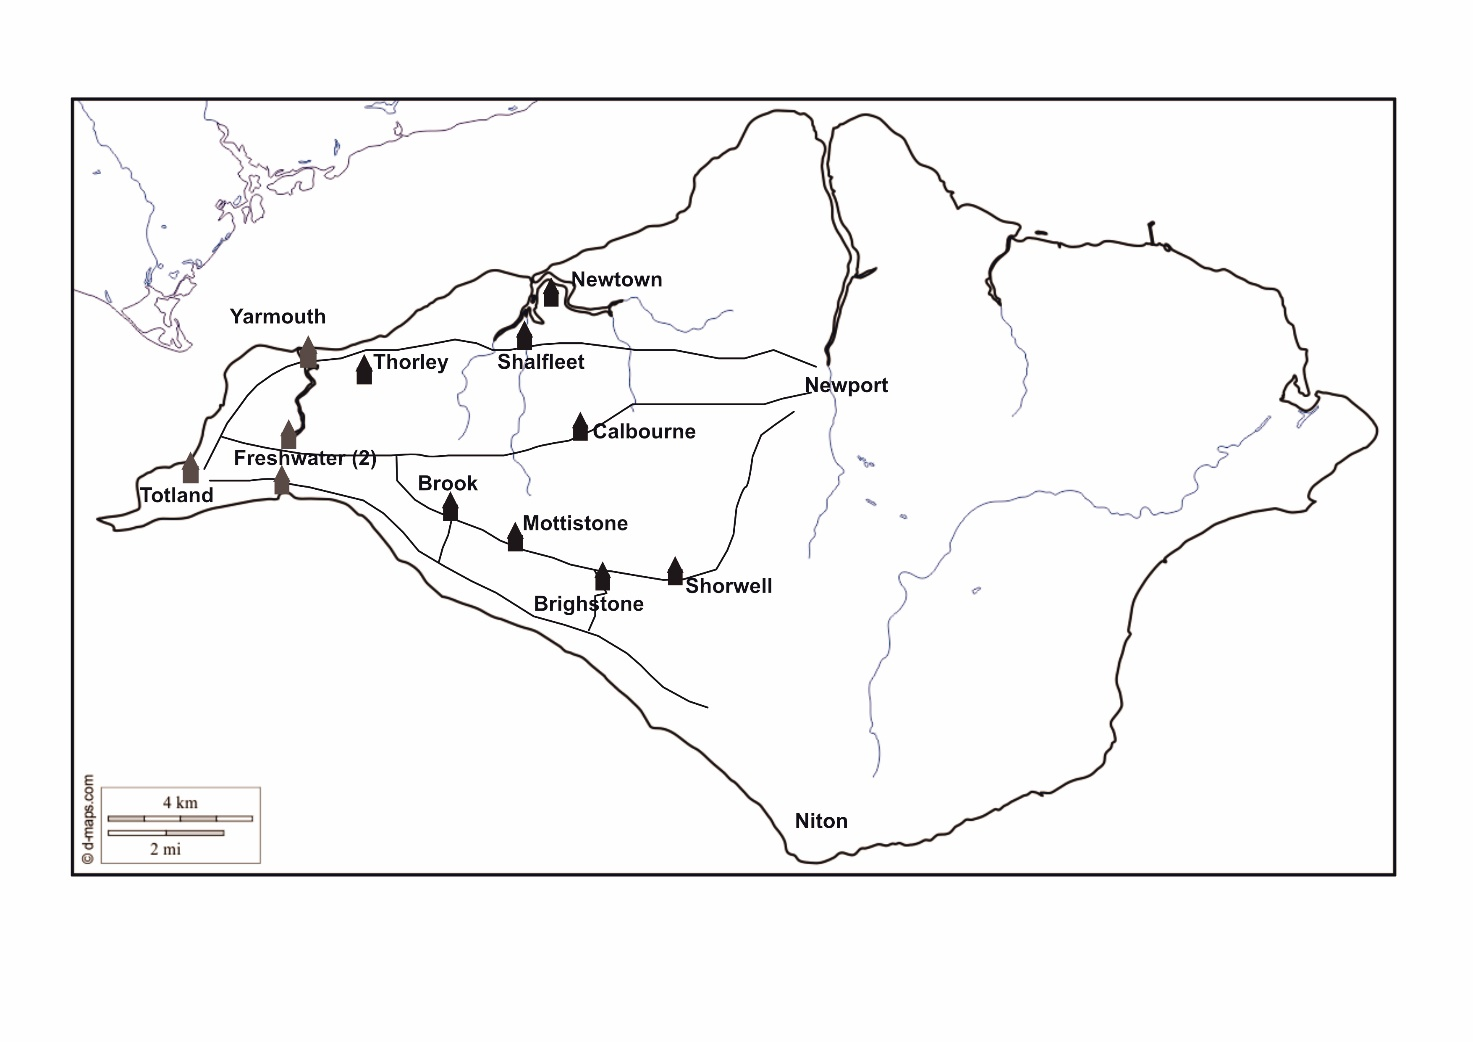 Newtown
Yarmouth
Thorley
Shalfleet
Newport
Calbourne
Freshwater (2)
Totland
Brook
Mottistone
Shorwell
Brighstone
Niton
4 km
2 mi
© d-maps.com